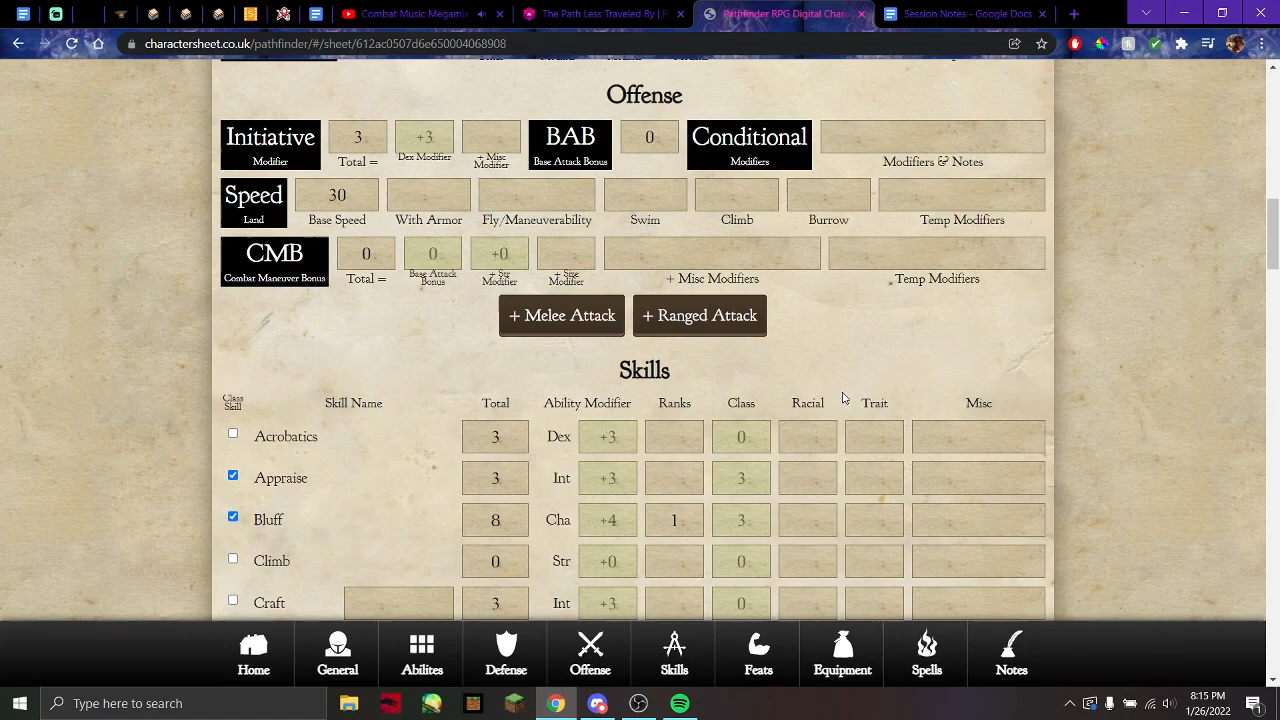 Combat Music Megamix
The Path Less Traveled By | R
Pathfinder RPG Digital Chara
Session Notes - Google Docs
charactersheet.co.uk/pathfinder/#/sheet/612ac0507d6e650004068908
Offense
Initiative Modifier 3 Total = +3 Dex Modifier + Misc Modifier BAB Base Attack Bonus 0 Conditional Modifiers Modifiers & Notes
Speed Land 30 Base Speed With Armor Fly/Maneuverability Swim Climb Burrow Temp Modifiers
CMB Combat Maneuver Bonus 0 Total = 0 Base Attack Bonus +0 + Str Modifier + Size Modifier + Misc Modifiers Temp Modifiers
+ Melee Attack + Ranged Attack
Skills
Class Skill Skill Name Total Ability Modifier Ranks Class Racial Trait Misc
Acrobatics 3 Dex +3 0
Appraise 3 Int +3 3
Bluff 8 Cha +4 1 3
Climb 0 Str +0 0
Craft 3 Int +3 0
Home General Abilites Defense Offense Skills Feats Equipment Spells Notes
Type here to search
8:15 PM
1/26/2022